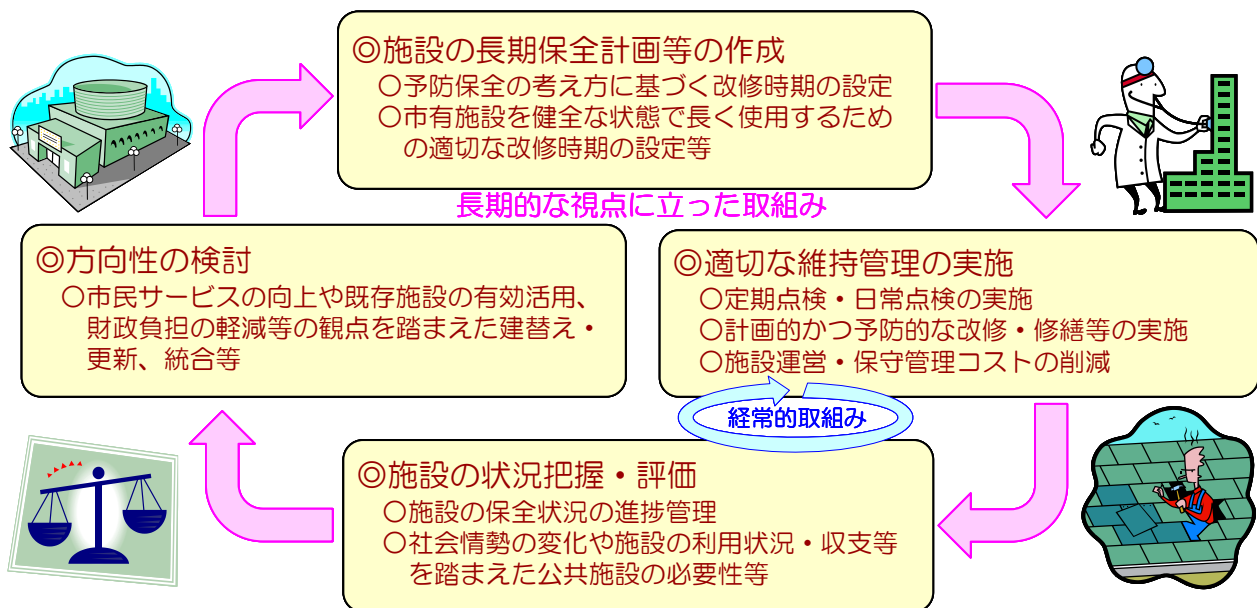 ◎施設の長期保全計画等の作成
○予防保全の考え方に基づく改修時期の設定
○市有施設を健全な状態で長く使用するため
の適切な改修時期の設定等
長期的な視点に立った取組み
◎方向性の検討
○市民サービスの向上や既存施設の有効活用、
財政負担の軽減等の観点を踏まえた建替え・
更新、統合等
◎適切な維持管理の実施
○定期点検・日常点検の実施
○計画的かつ予防的な改修・修繕等の実施
○施設運営・保守管理コストの削減
経常的取組み
◎施設の状況把握・評価
○施設の保全状況の進捗管理
○社会情勢の変化や施設の利用状況・収支等
を踏まえた公共施設の必要性等